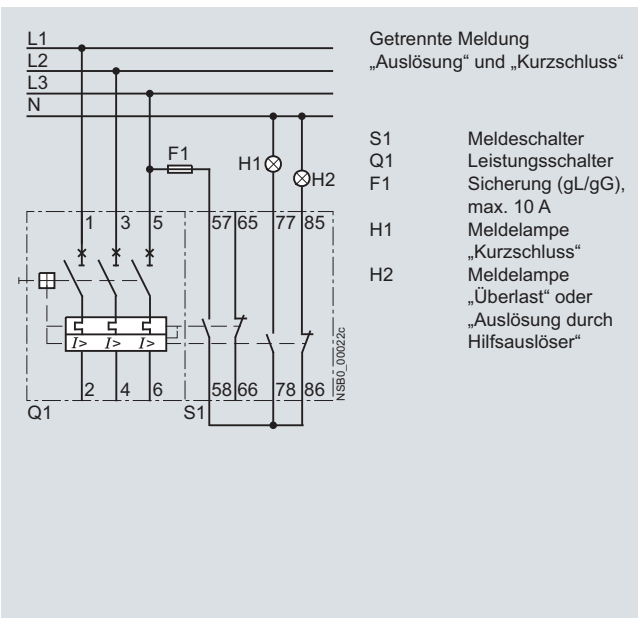 L1
L2
L3
N
F1
H1
H2
1 3 5 57 65 77 85
I> I> I>
2 4 6 58 66 78 86
Q1 S1
NSB0_00022c
Getrennte Meldung
„Auslösung“ und „Kurzschluss“
S1 Meldeschalter
Q1 Leistungsschalter
F1 Sicherung (gL/gG),
max. 10 A
H1 Meldelampe
„Kurzschluss“
H2 Meldelampe
„Überlast“ oder
„Auslösung durch
Hilfsauslöser“